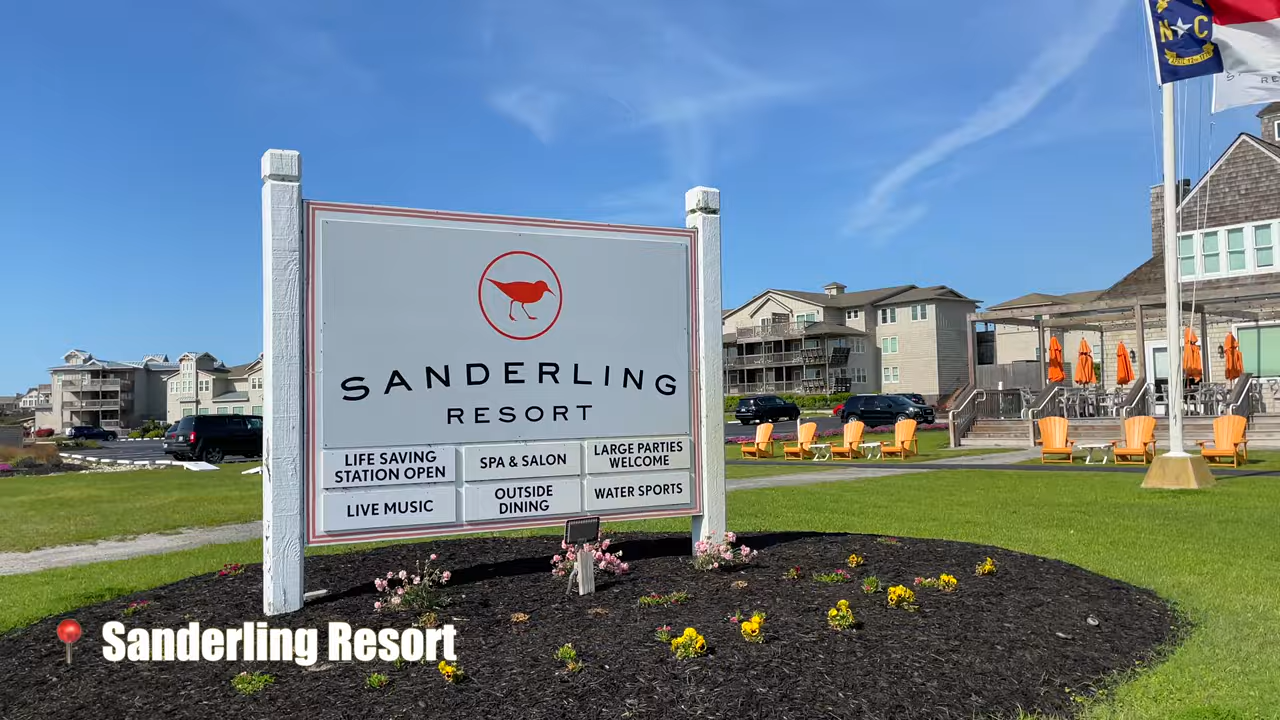 N C
SANDERLING
RESORT
LIFE SAVING
STATION OPEN
SPA & SALON
LARGE PARTIES
WELCOME
LIVE MUSIC
OUTSIDE
DINING
WATER SPORTS
Sanderling Resort